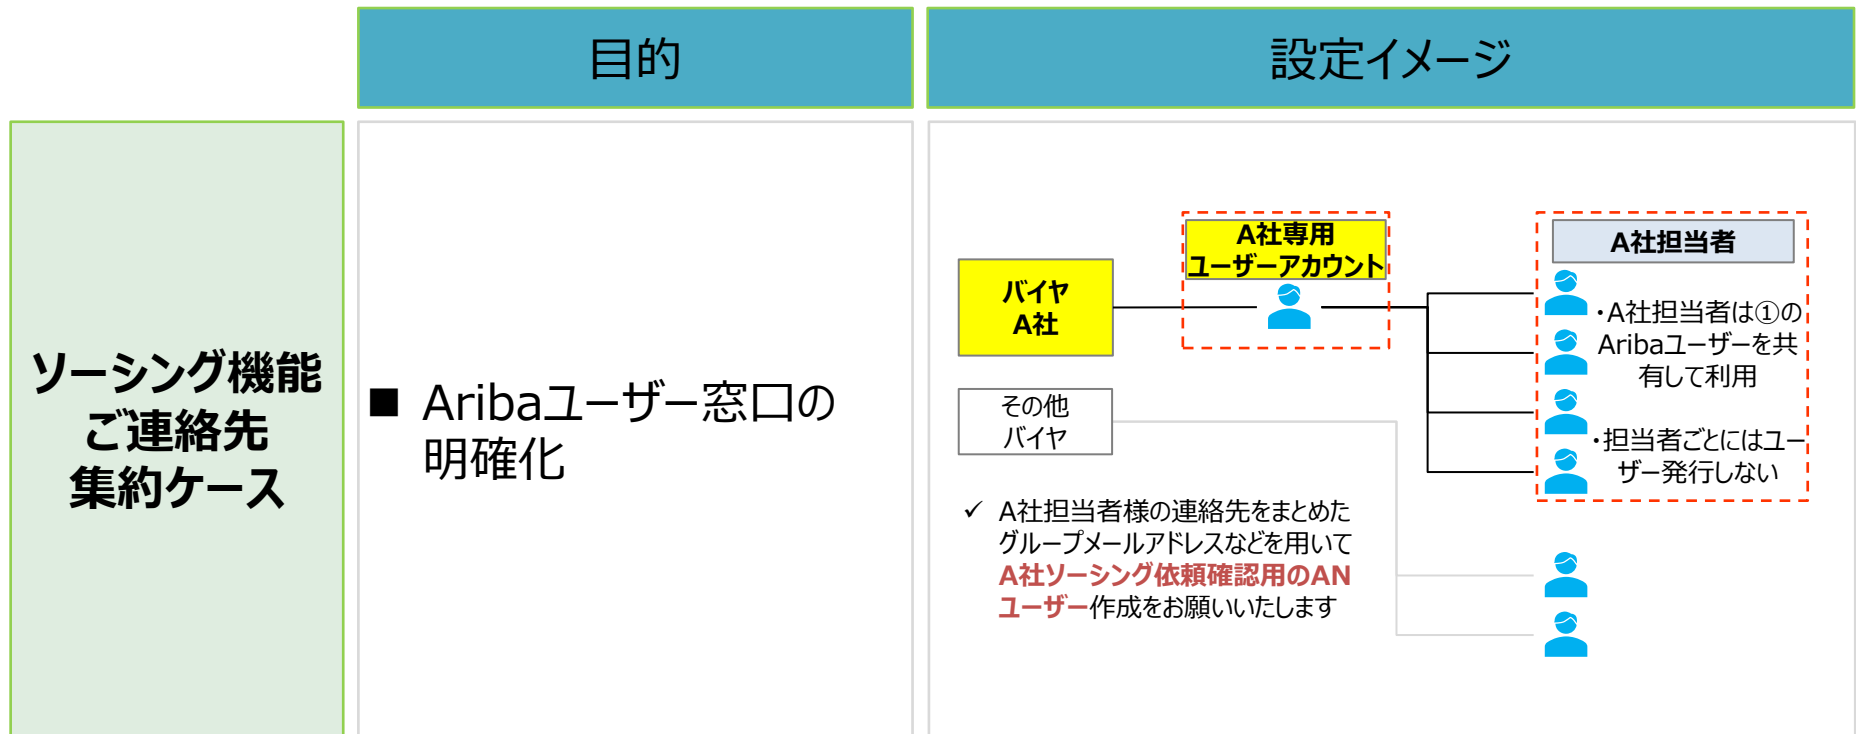 目的
設定イメージ
ソーシング機能
ご連絡先
集約ケース
■ Aribaユーザー窓口の
明確化
バイヤ
A社
A社専用
ユーザーアカウント
A社担当者
・A社担当者は①の
Aribaユーザーを共
有して利用
・担当者ごとにはユー
ザー発行しない
その他
バイヤ
✓ A社担当者様の連絡先をまとめた
グループメールアドレスなどを用いて
A社ソーシング依頼確認用のAN
ユーザー作成をお願いいたします